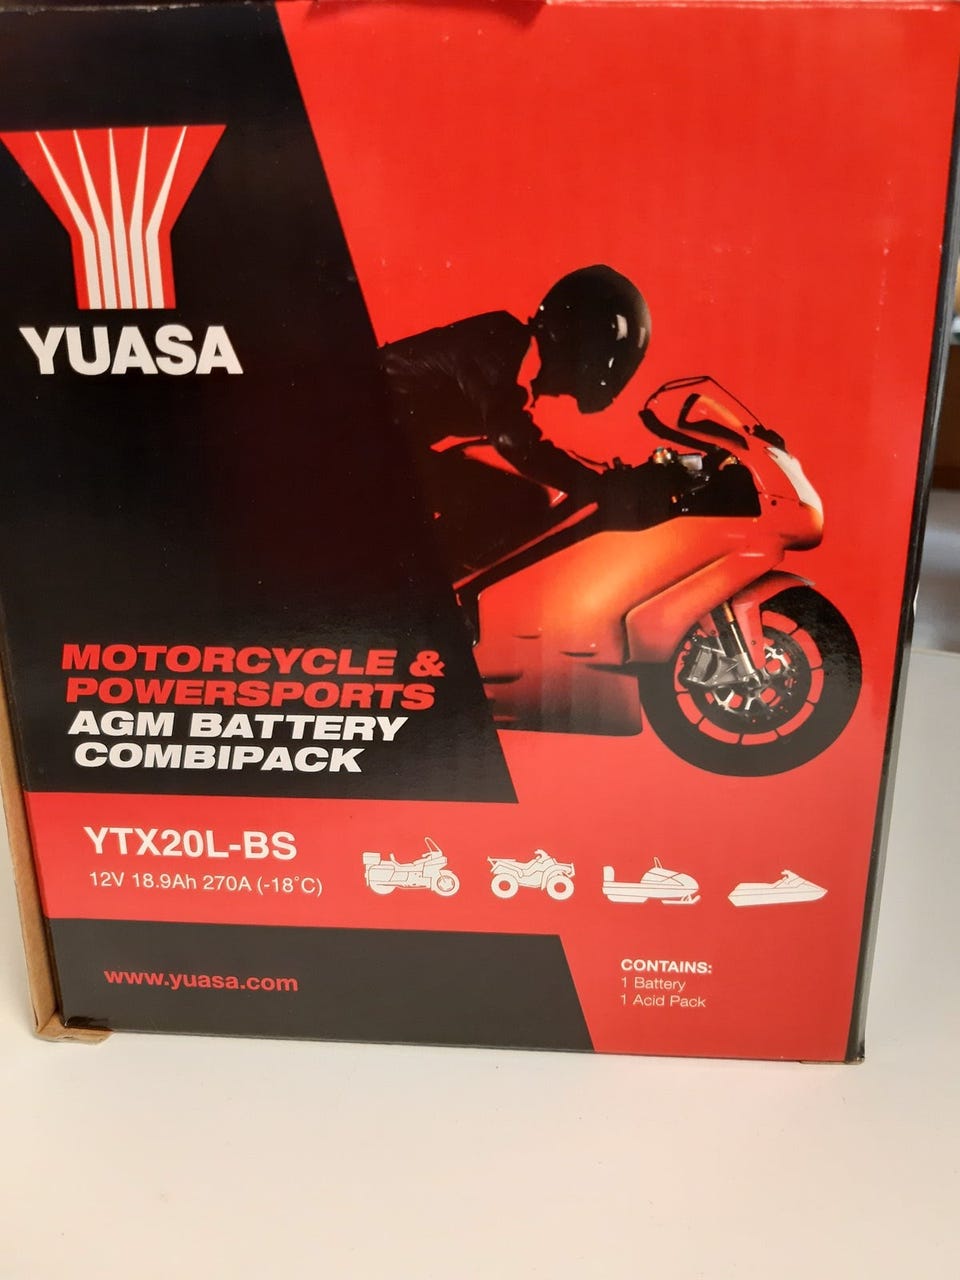 YUASA
MOTORCYCLE &
POWERSPORTS
AGM BATTERY
COMBIPACK
YTX20L-BS
12V 18.9Ah 270A (-18˚C)
www.yuasa.com
CONTAINS:
1 Battery
1 Acid Pack